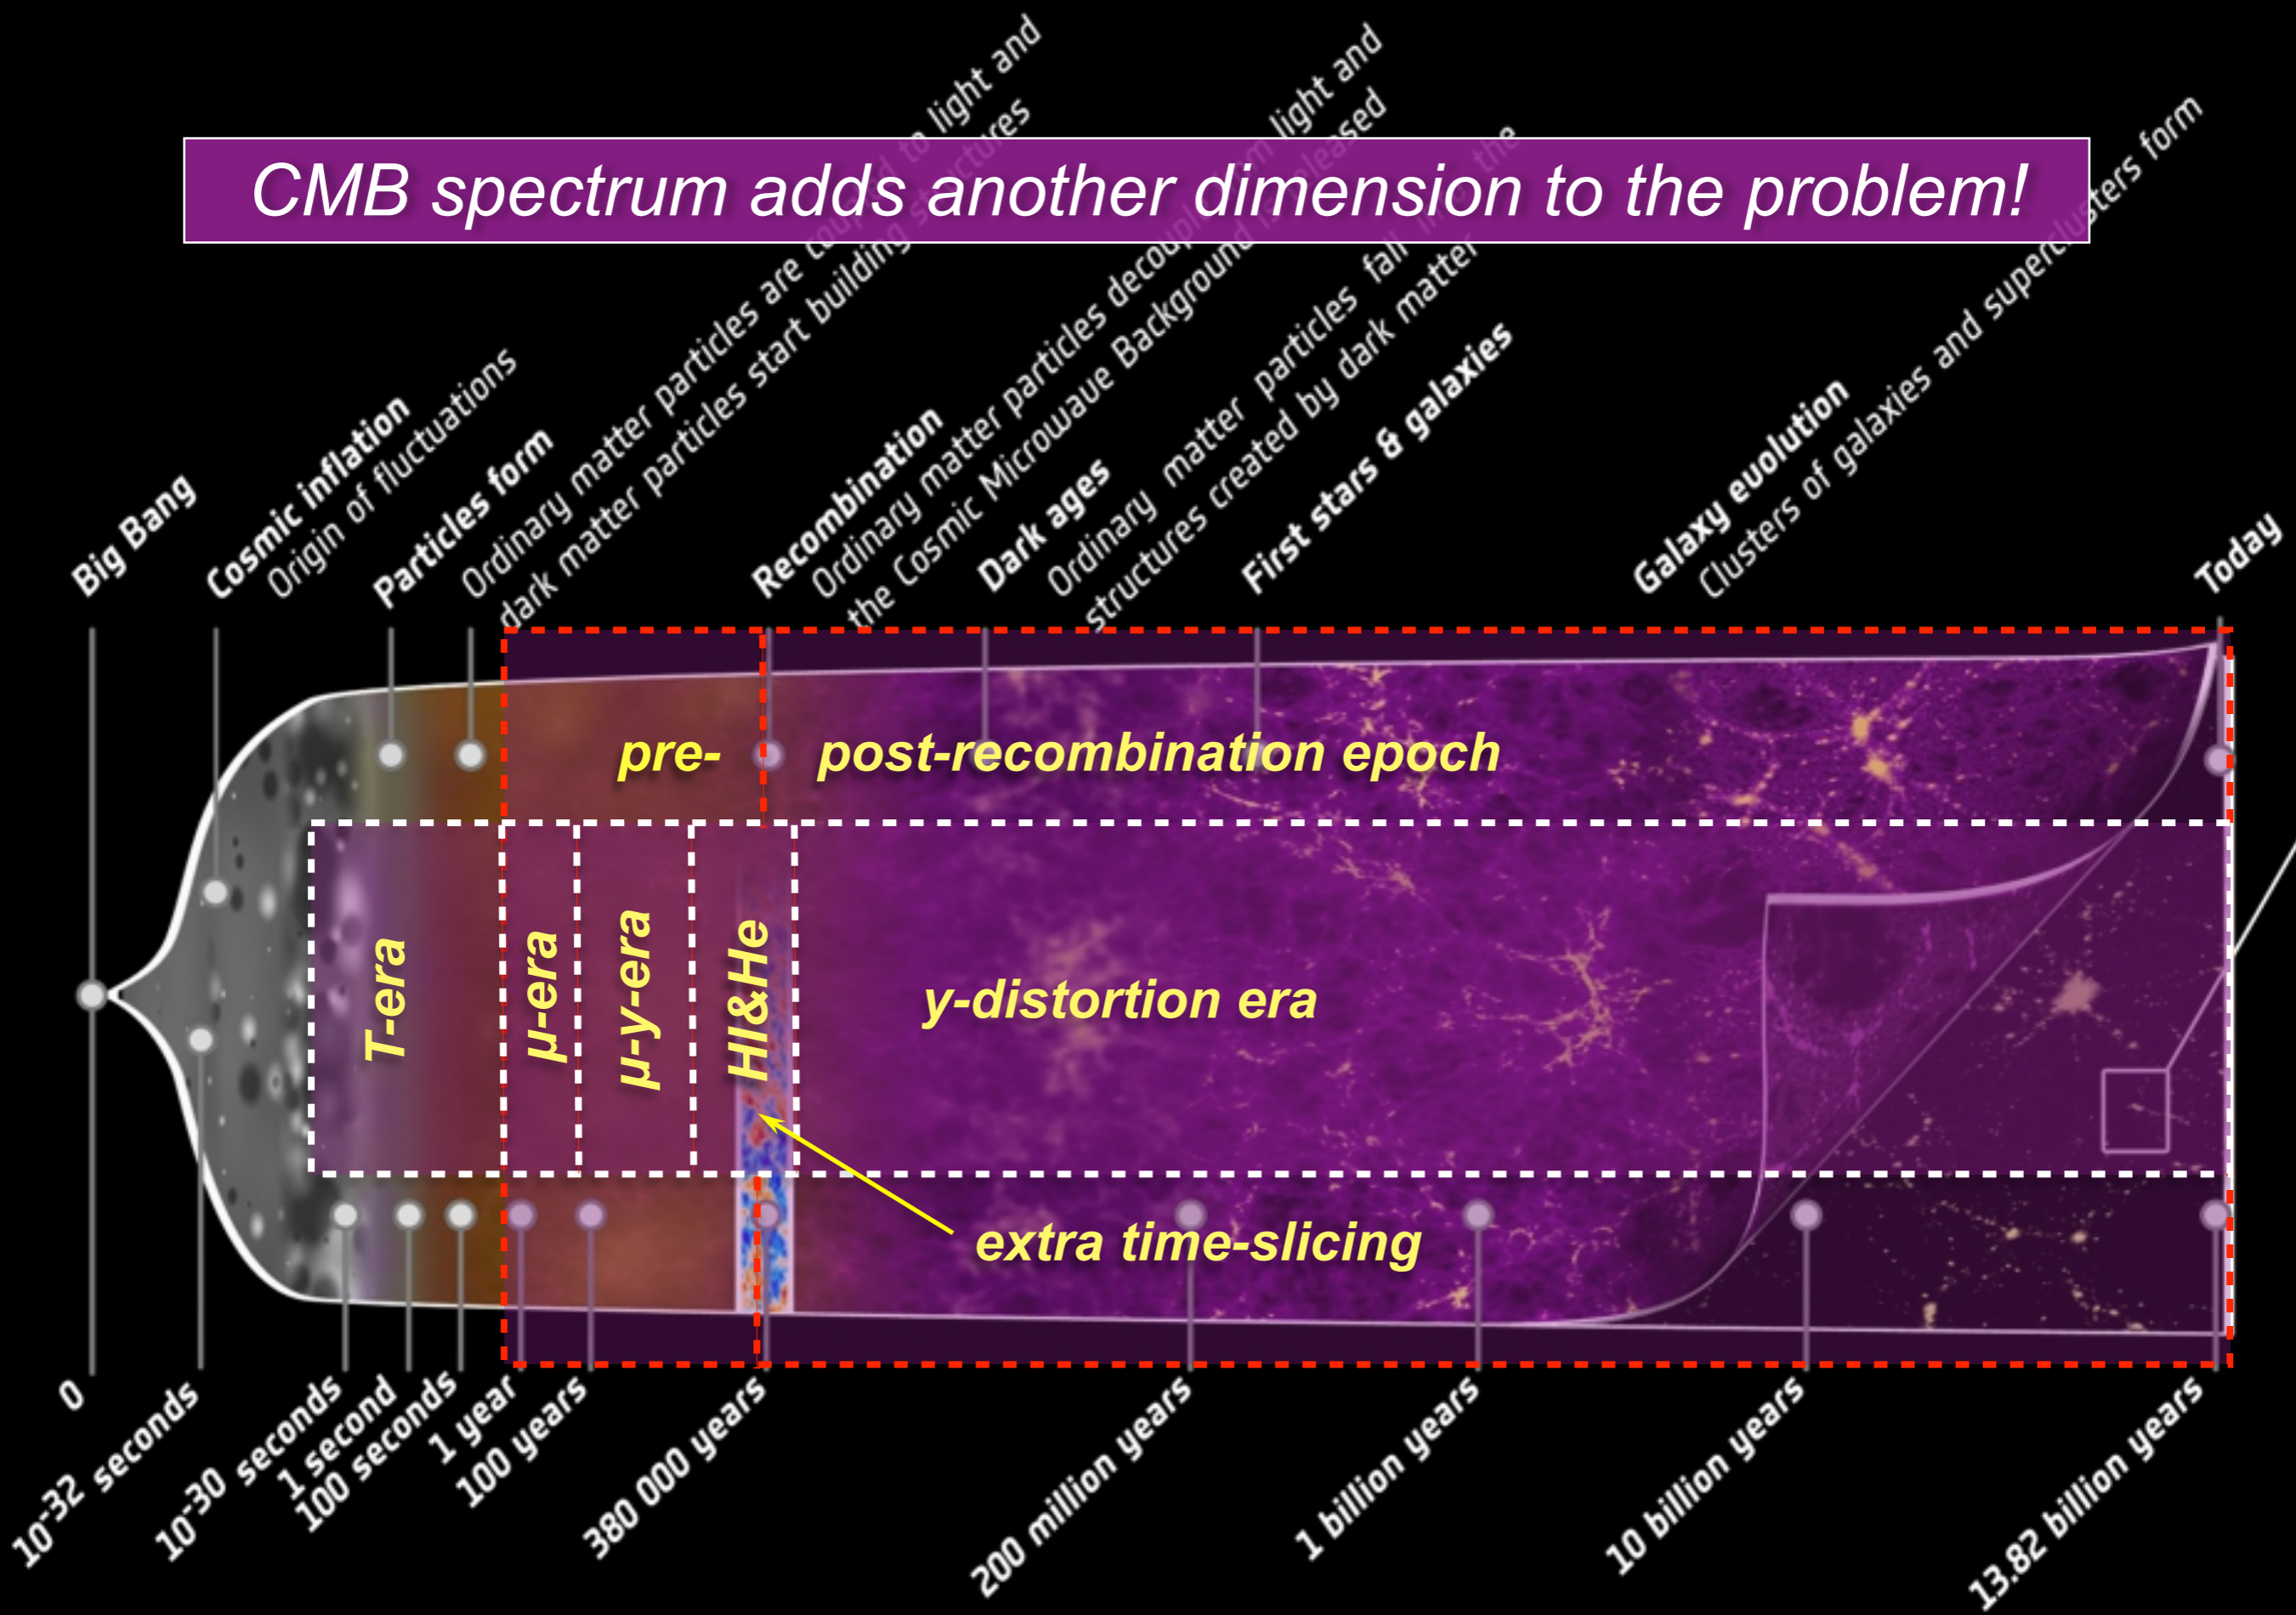 CMB spectrum adds another dimension to the problem!
Big Bang
Cosmic inflation
Origin of fluctuations
Particles form
Ordinary matter particles are coupled to light and
dark matter particles start building structures
Recombination
Ordinary matter particles decouple from light and
the Cosmic Microwave Background is released
Dark ages
Ordinary matter particles fall into the
structures created by dark matter
First stars & galaxies
Galaxy evolution
Clusters of galaxies and superclusters form
Today
pre-
post-recombination epoch
T-era
μ-era
μ-y-era
HI&He
y-distortion era
extra time-slicing
0
10-32 seconds
10-30 seconds
1 second
100 seconds
1 year
100 years
380 000 years
200 million years
1 billion years
10 billion years
13.82 billion years